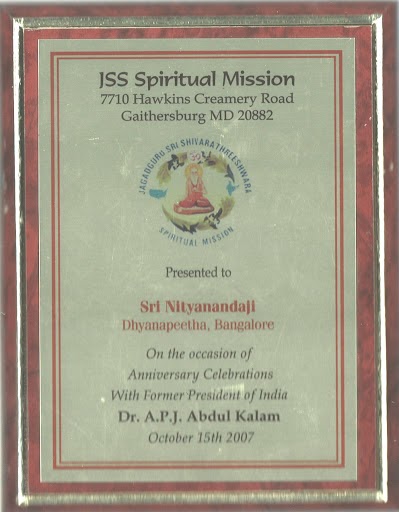 JSS Spiritual Mission
7710 Hawkins Creamery Road
Gaithersburg MD 20882
JAGADGURU SRI SHIVARATHREESHWARA
SPIRITUAL MISSION
Presented to
Sri Nityanandaji
Dhyanapeetha, Bangalore
On the occasion of
Anniversary Celebrations
With Former President of India
Dr. A.P.J. Abdul Kalam
October 15th 2007